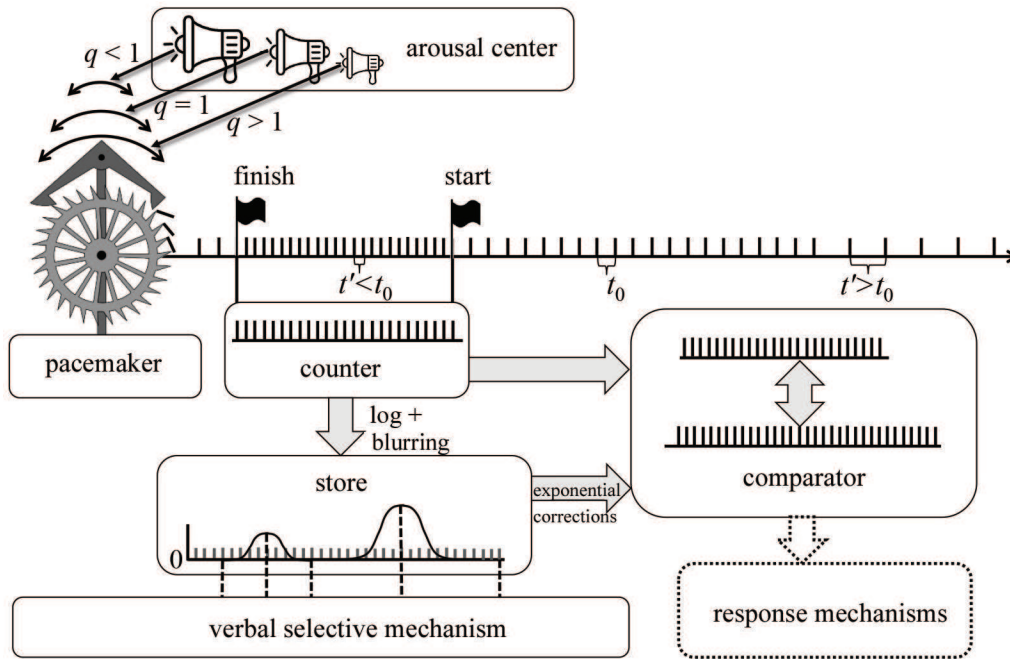 arousal center
q < 1
q = 1
q > 1
finish
start
t'<t₀
t₀
t'>t₀
pacemaker
counter
log +
blurring
store
exponential
corrections
comparator
0
verbal selective mechanism
response mechanisms